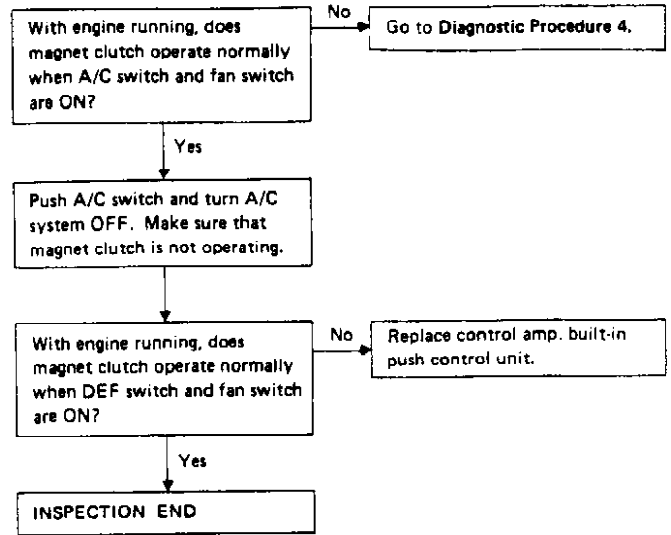 With engine running, does
magnet clutch operate normally
when A/C switch and fan switch
are ON?
No
Go to Diagnostic Procedure 4.
Yes
Push A/C switch and turn A/C
system OFF. Make sure that
magnet clutch is not operating.
With engine running, does
magnet clutch operate normally
when DEF switch and fan switch
are ON?
No
Replace control amp. built-in
push control unit.
Yes
INSPECTION END